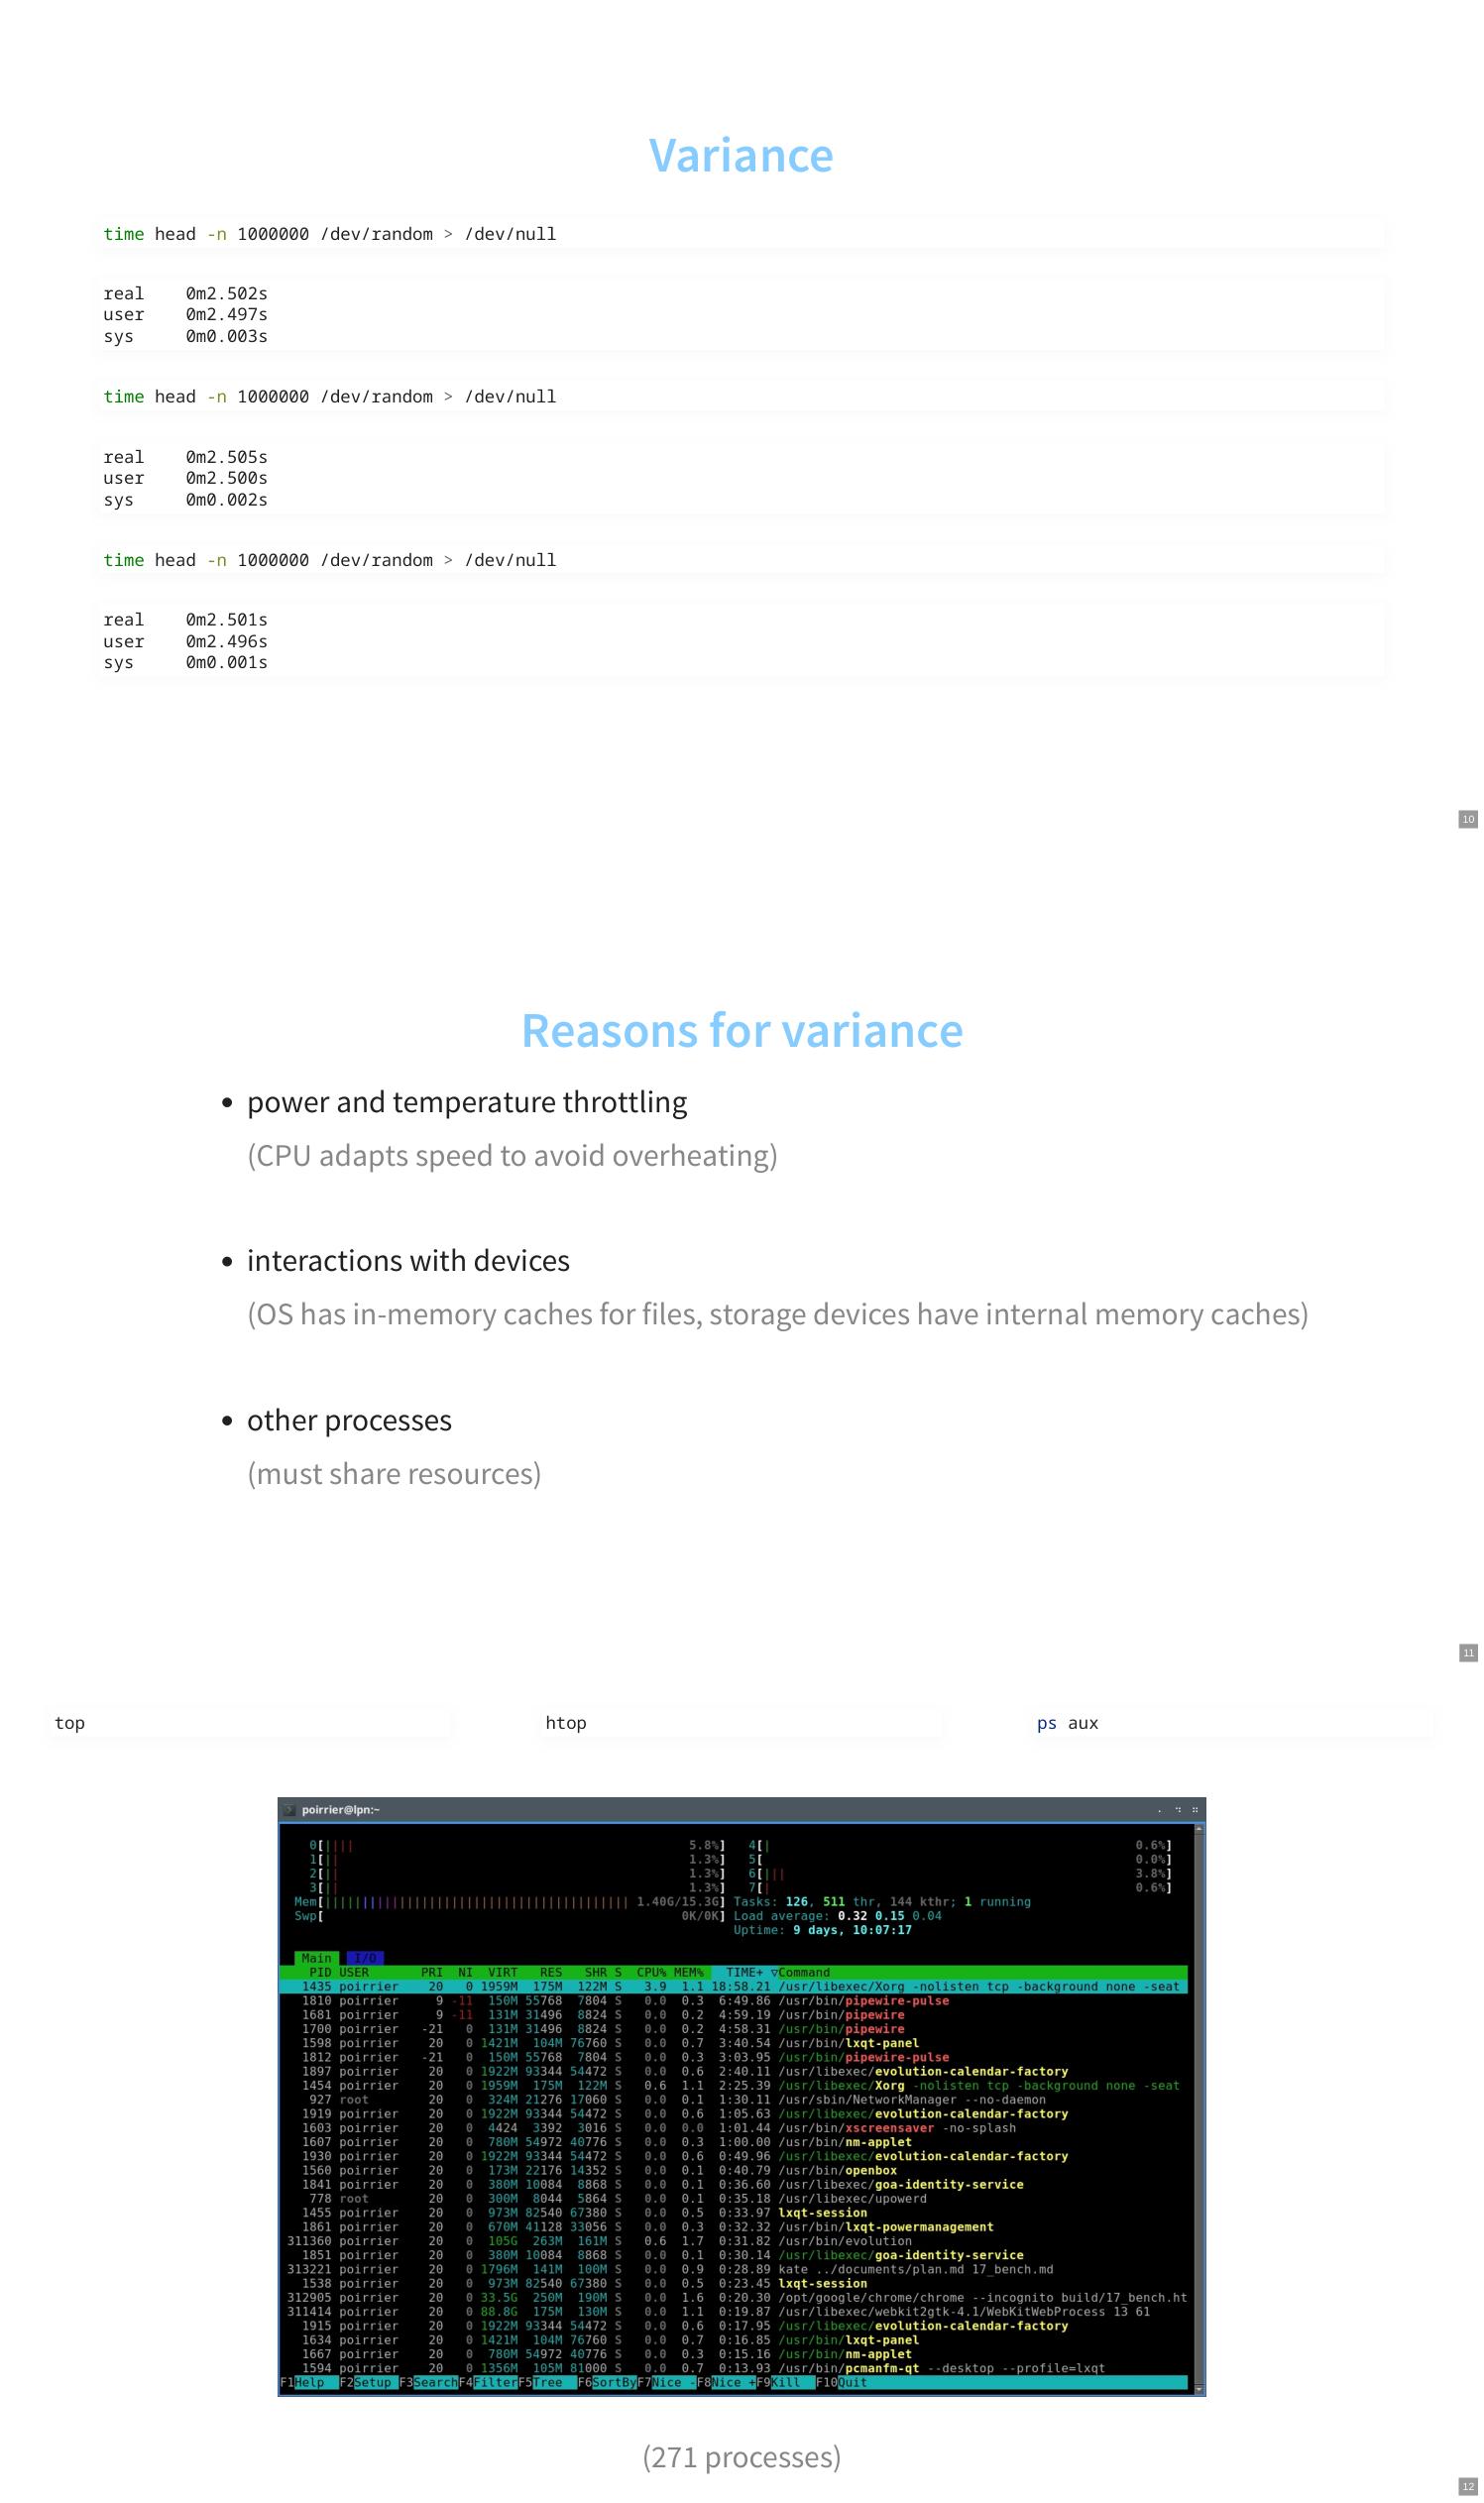 Variance
time head -n 1000000 /dev/random > /dev/null
real    0m2.502s
user    0m2.497s
sys     0m0.003s
time head -n 1000000 /dev/random > /dev/null
real    0m2.505s
user    0m2.500s
sys     0m0.002s
time head -n 1000000 /dev/random > /dev/null
real    0m2.501s
user    0m2.496s
sys     0m0.001s
10
Reasons for variance
• power and temperature throttling
(CPU adapts speed to avoid overheating)
• interactions with devices
(OS has in-memory caches for files, storage devices have internal memory caches)
• other processes
(must share resources)
11
top htop ps aux
poirrier@lpn:~
0[|||| 5.8%] 4[| 0.6%]
1[|| 1.3%] 5[ 0.0%]
2[|| 1.3%] 6[||| 3.8%]
3[|| 1.3%] 7[| 0.6%]
Mem[||||||||||||||||||||||||||||||||||||||||| 1.40G/15.3G] Tasks: 126, 511 thr, 144 kthr; 1 running
Swp[ 0K/0K] Load average: 0.32 0.15 0.04
Uptime: 9 days, 10:07:17
Main I/O
PID USER PRI NI VIRT RES SHR S CPU% MEM% TIME+ ▽Command
1435 poirrier 20 0 1959M 175M 122M S 3.9 1.1 18:58.21 /usr/libexec/Xorg -nolisten tcp -background none -seat
1810 poirrier 9 -11 150M 55768 7804 S 0.0 0.3 6:49.86 /usr/bin/pipewire-pulse
1681 poirrier 9 -11 131M 31496 8824 S 0.0 0.2 4:59.19 /usr/bin/pipewire
1700 poirrier -21 0 131M 31496 8824 S 0.0 0.2 4:58.31 /usr/bin/pipewire
1598 poirrier 20 0 1421M 104M 76760 S 0.0 0.7 3:40.54 /usr/bin/lxqt-panel
1812 poirrier -21 0 150M 55768 7804 S 0.0 0.3 3:03.95 /usr/bin/pipewire-pulse
1897 poirrier 20 0 1922M 93344 54472 S 0.0 0.6 2:40.11 /usr/libexec/evolution-calendar-factory
1454 poirrier 20 0 1959M 175M 122M S 0.6 1.1 2:25.39 /usr/libexec/Xorg -nolisten tcp -background none -seat
927 root 20 0 324M 21276 17060 S 0.0 0.1 1:30.11 /usr/sbin/NetworkManager --no-daemon
1919 poirrier 20 0 1922M 93344 54472 S 0.0 0.6 1:05.63 /usr/libexec/evolution-calendar-factory
1603 poirrier 20 0 4424 3392 3016 S 0.0 0.0 1:01.44 /usr/bin/xscreensaver -no-splash
1607 poirrier 20 0 780M 54972 40776 S 0.0 0.3 1:00.00 /usr/bin/nm-applet
1930 poirrier 20 0 1922M 93344 54472 S 0.0 0.6 0:49.96 /usr/libexec/evolution-calendar-factory
1560 poirrier 20 0 173M 22176 14352 S 0.0 0.1 0:40.79 /usr/bin/openbox
1841 poirrier 20 0 380M 10084 8868 S 0.0 0.1 0:36.60 /usr/libexec/goa-identity-service
778 root 20 0 300M 8044 5864 S 0.0 0.1 0:35.18 /usr/libexec/upowerd
1455 poirrier 20 0 973M 82540 67380 S 0.0 0.5 0:33.97 lxqt-session
1861 poirrier 20 0 670M 41128 33056 S 0.0 0.3 0:32.32 /usr/bin/lxqt-powermanagement
311360 poirrier 20 0 105G 263M 161M S 0.6 1.7 0:31.82 /usr/bin/evolution
1851 poirrier 20 0 380M 10084 8868 S 0.0 0.1 0:30.14 /usr/libexec/goa-identity-service
313221 poirrier 20 0 1796M 141M 100M S 0.0 0.9 0:28.89 kate ../documents/plan.md 17_bench.md
1538 poirrier 20 0 973M 82540 67380 S 0.0 0.5 0:23.45 lxqt-session
312905 poirrier 20 0 33.5G 250M 190M S 0.0 1.6 0:20.30 /opt/google/chrome/chrome --incognito build/17_bench.ht
311414 poirrier 20 0 88.8G 175M 130M S 0.0 1.1 0:19.87 /usr/libexec/webkit2gtk-4.1/WebKitWebProcess 13 61
1915 poirrier 20 0 1922M 93344 54472 S 0.0 0.6 0:17.95 /usr/libexec/evolution-calendar-factory
1634 poirrier 20 0 1421M 104M 76760 S 0.0 0.7 0:16.85 /usr/bin/lxqt-panel
1667 poirrier 20 0 780M 54972 40776 S 0.0 0.3 0:15.16 /usr/bin/nm-applet
1594 poirrier 20 0 1356M 105M 81000 S 0.0 0.7 0:13.93 /usr/bin/pcmanfm-qt --desktop --profile=lxqt
F1Help F2Setup F3SearchF4FilterF5Tree F6SortByF7Nice -F8Nice +F9Kill F10Quit
(271 processes)
12